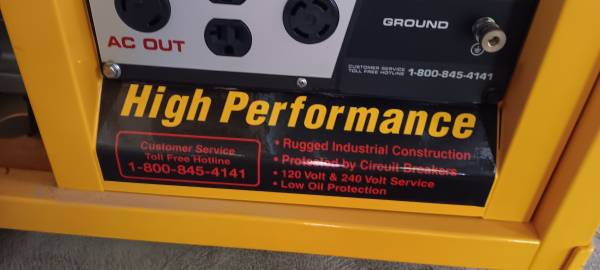 AC OUT
GROUND
CUSTOMER SERVICE
TOLL FREE HOTLINE 1-800-845-4141
High Performance
Customer Service
Toll Free Hotline
1-800-845-4141
• Rugged Industrial Construction
• Protected by Circuit Breakers
• 120 Volt & 240 Volt Service
• Low Oil Protection